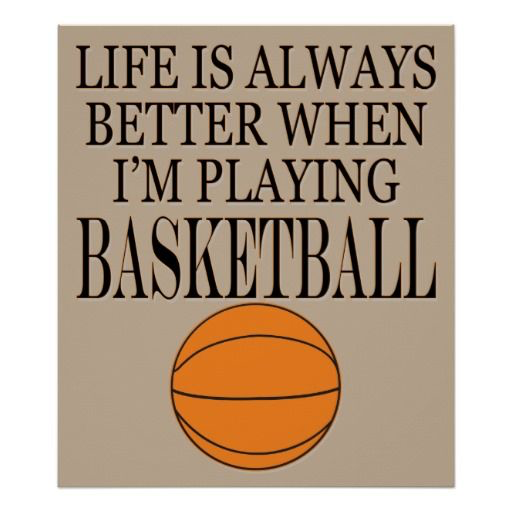 LIFE IS ALWAYS
BETTER WHEN
I'M PLAYING
BASKETBALL